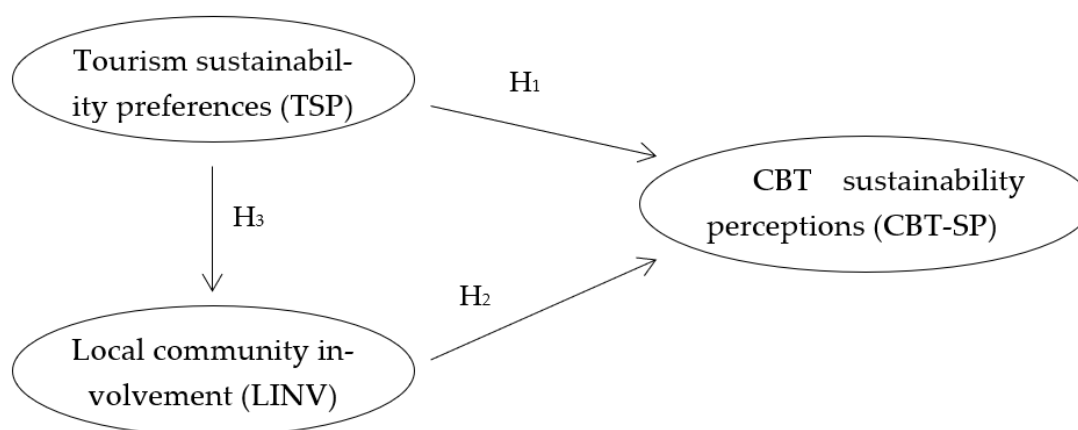 Tourism sustainabil-
ity preferences (TSP)
H1
CBT sustainability
perceptions (CBT-SP)
H3
H2
Local community in-
volvement (LINV)